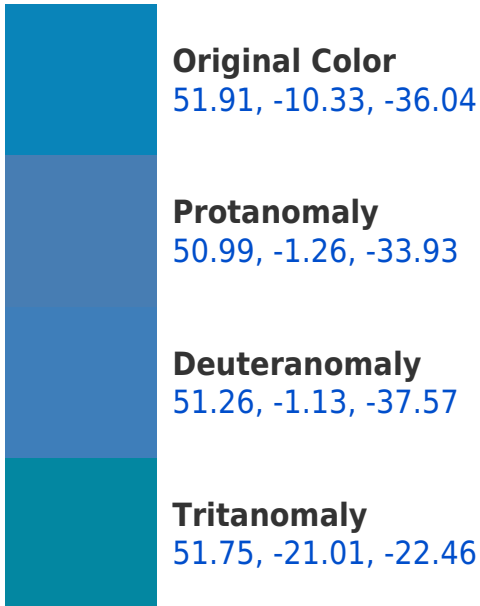 Original Color
51.91, -10.33, -36.04
Protanomaly
50.99, -1.26, -33.93
Deuteranomaly
51.26, -1.13, -37.57
Tritanomaly
51.75, -21.01, -22.46